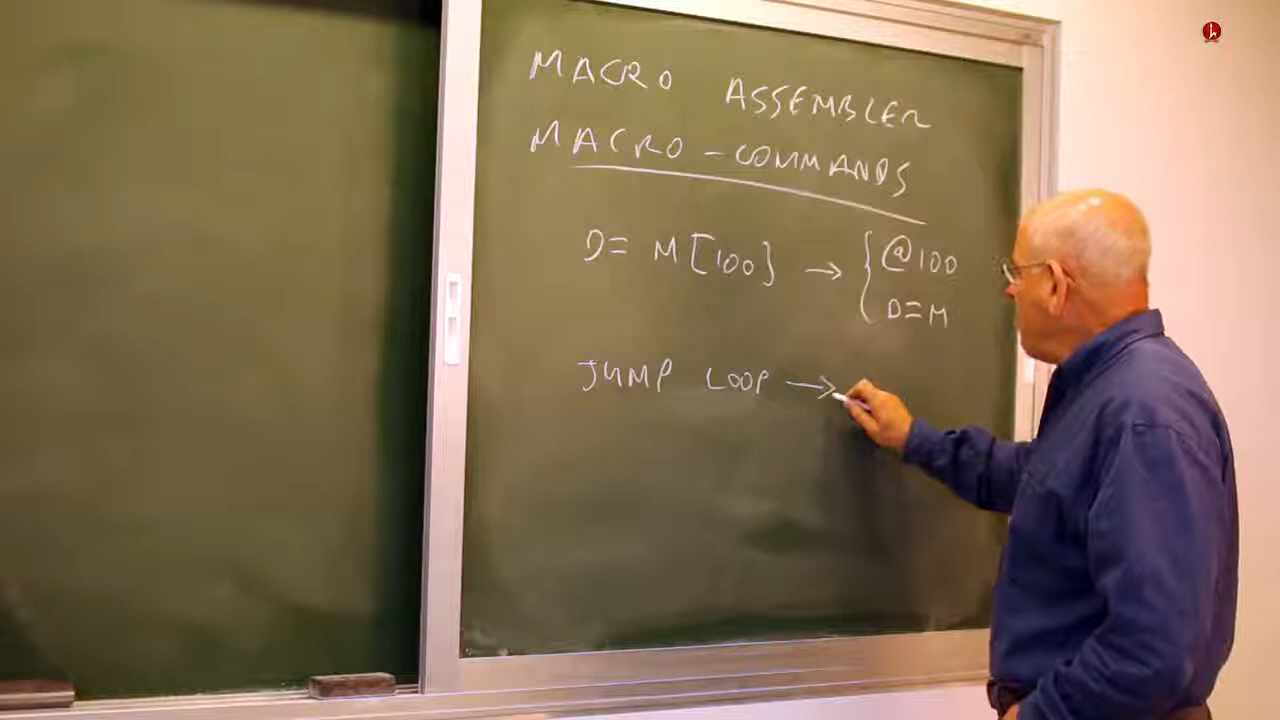 MACRO ASSEMBLER
MACRO-COMMANDS
D= M[100] → { @100
D=M
JUMP LOOP →